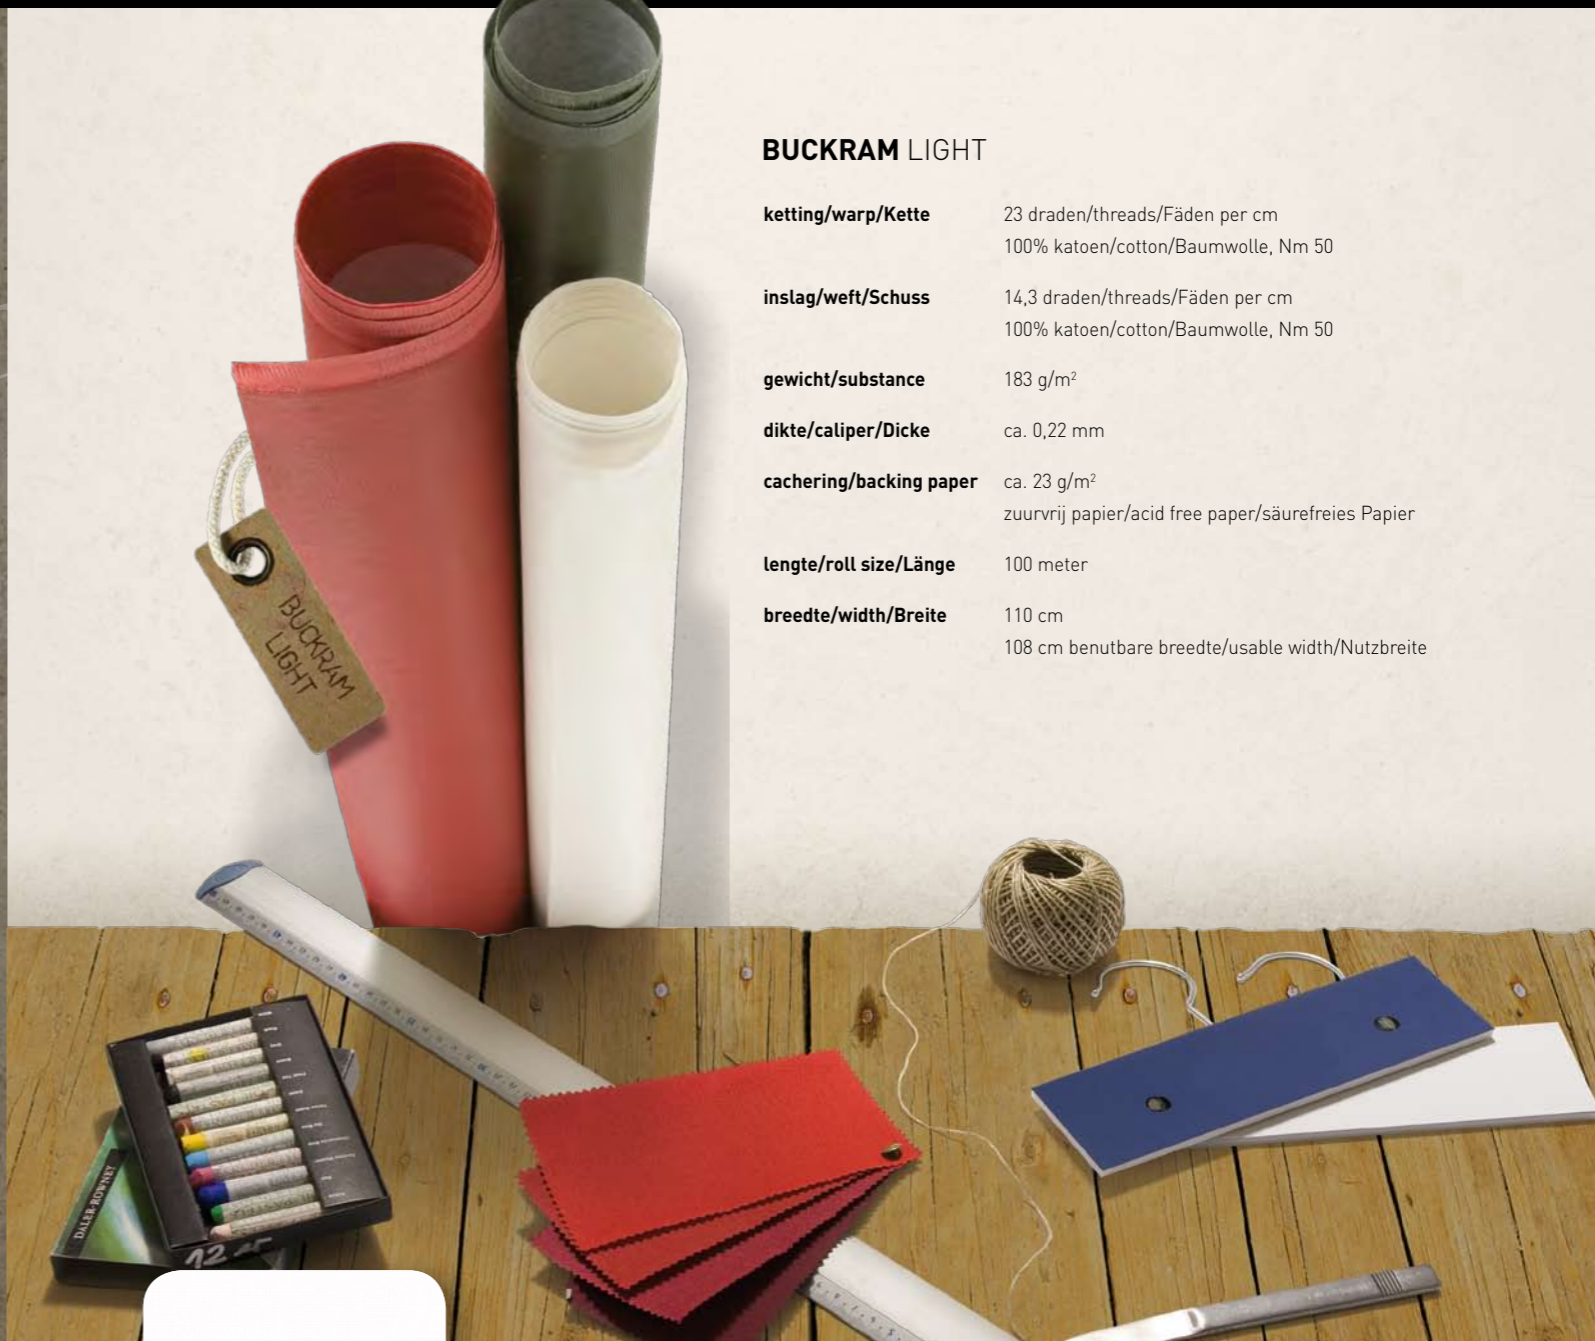 BUCKRAM LIGHT
ketting/warp/Kette 23 draden/threads/Fäden per cm
100% katoen/cotton/Baumwolle, Nm 50
inslag/weft/Schuss 14,3 draden/threads/Fäden per cm
100% katoen/cotton/Baumwolle, Nm 50
gewicht/substance 183 g/m²
dikte/caliper/Dicke ca. 0,22 mm
cachering/backing paper ca. 23 g/m²
zuurvrij papier/acid free paper/säurefreies Papier
lengte/roll size/Länge 100 meter
breedte/width/Breite 110 cm
108 cm benutbare breedte/usable width/Nutzbreite
BUCKRAM
LIGHT
DALER-ROWNEY
12